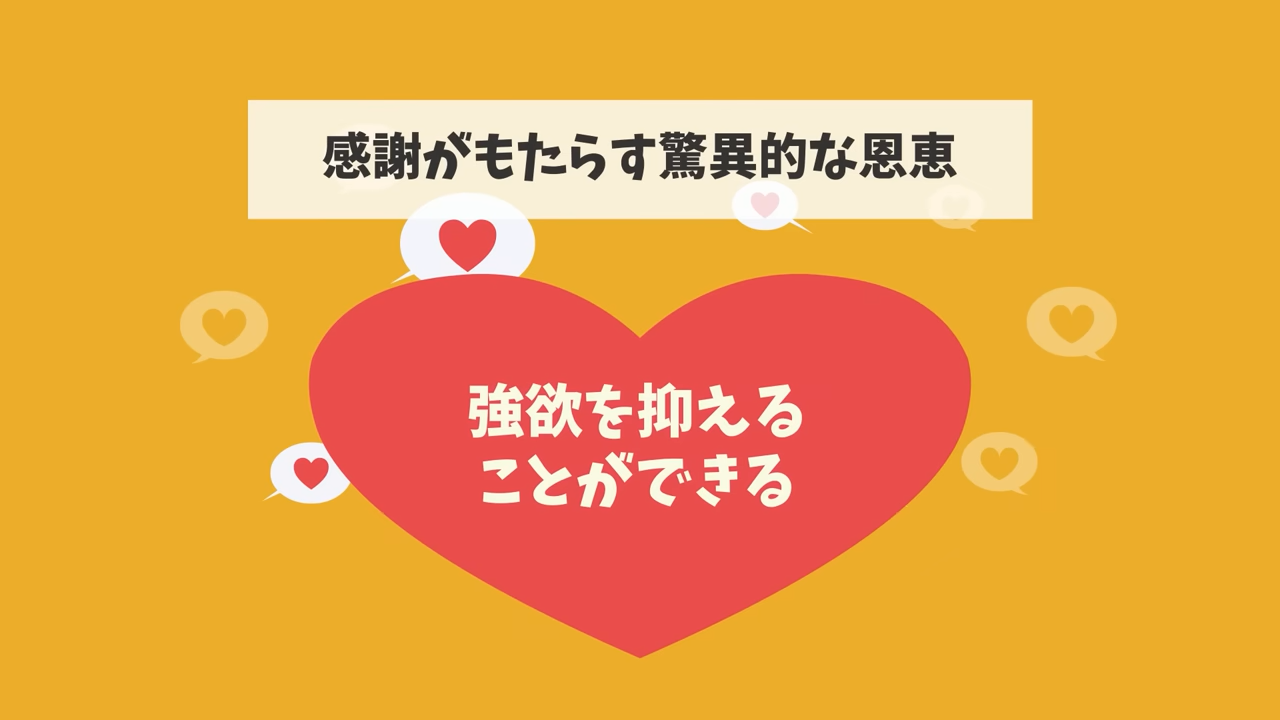 感謝がもたらす驚異的な恩恵
強欲を抑える
ことができる